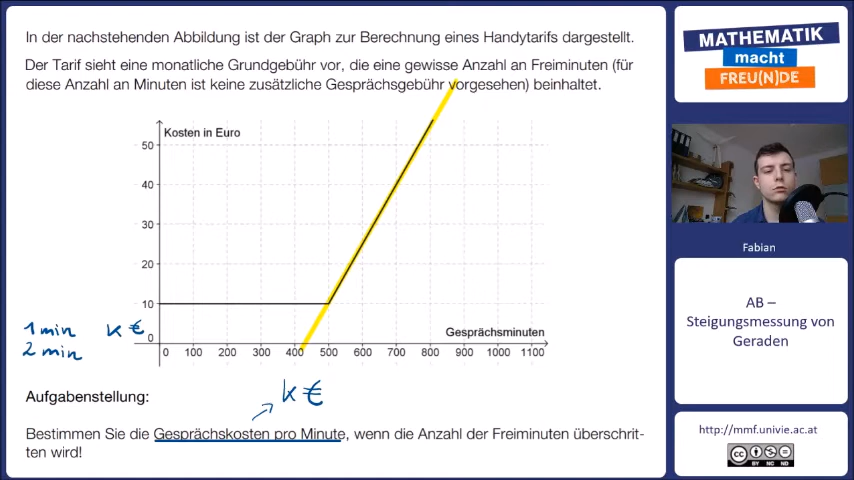 In der nachstehenden Abbildung ist der Graph zur Berechnung eines Handytarifs dargestellt.
Der Tarif sieht eine monatliche Grundgebühr vor, die eine gewisse Anzahl an Freiminuten (für
diese Anzahl an Minuten ist keine zusätzliche Gesprächsgebühr vorgesehen) beinhaltet.
Kosten in Euro
50
40
30
20
10
0
Gesprächsminuten
0 100 200 300 400 500 600 700 800 900 1000 1100
1 min k €
2 min
Aufgabenstellung:
k €
Bestimmen Sie die Gesprächskosten pro Minute, wenn die Anzahl der Freiminuten überschrit-
ten wird!
MATHEMATIK
macht
FREU(N)DE
Fabian
AB –
Steigungsmessung von
Geraden
http://mmf.univie.ac.at
cc
BY NC ND